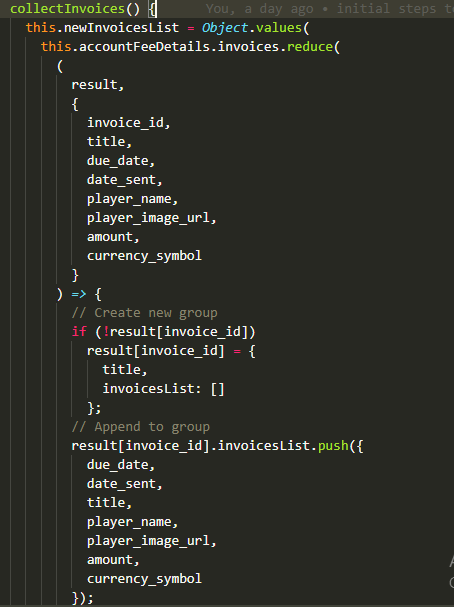 collectInvoices() { You, a day ago • initial steps to
this.newInvoicesList = Object.values(
this.accountFeeDetails.invoices.reduce(
(
result,
{
invoice_id,
title,
due_date,
date_sent,
player_name,
player_image_url,
amount,
currency_symbol
}
) => {
// Create new group
if (!result[invoice_id])
result[invoice_id] = {
title,
invoicesList: []
};
// Append to group
result[invoice_id].invoicesList.push({
due_date,
date_sent,
title,
player_name,
player_image_url,
amount,
currency_symbol
});